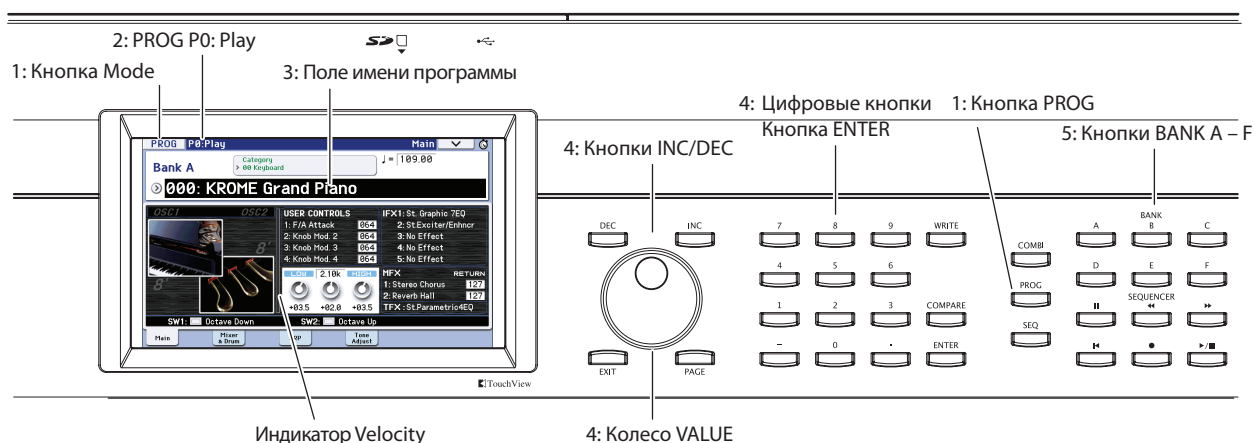 2: PROG P0: Play
1: Кнопка Mode
3: Поле имени программы
4: Цифровые кнопки
Кнопка ENTER
1: Кнопка PROG
5: Кнопки BANK A – F
4: Кнопки INC/DEC
PROG P0:Play Main
Bank A
Category
> 00 Keyboard
♩= 109.00
000: KROME Grand Piano
OSC1 OSC2
8'
8'
USER CONTROLS
1: F/A Attack 064
2: Knob Mod. 2 064
3: Knob Mod. 3 064
4: Knob Mod. 4 064
IFX1: St. Graphic 7EQ
2: St.Exciter/Enhncr
3: No Effect
4: No Effect
5: No Effect
LOW 2.10k HIGH
+03.5 +02.0 +03.5
MFX RETURN
1: Stereo Chorus 127
2: Reverb Hall 127
TFX : St.Parametric4EQ
SW1: Octave Down SW2: Octave Up
Main
Mixer
& Drum
Tone
Adjust
TouchView
DEC INC
EXIT PAGE
7 8 9 WRITE
4 5 6
1 2 3 COMPARE
– 0 · ENTER
COMBI
PROG
SEQ
BANK
A B C
D E F
SEQUENCER
Индикатор Velocity
4: Колесо VALUE